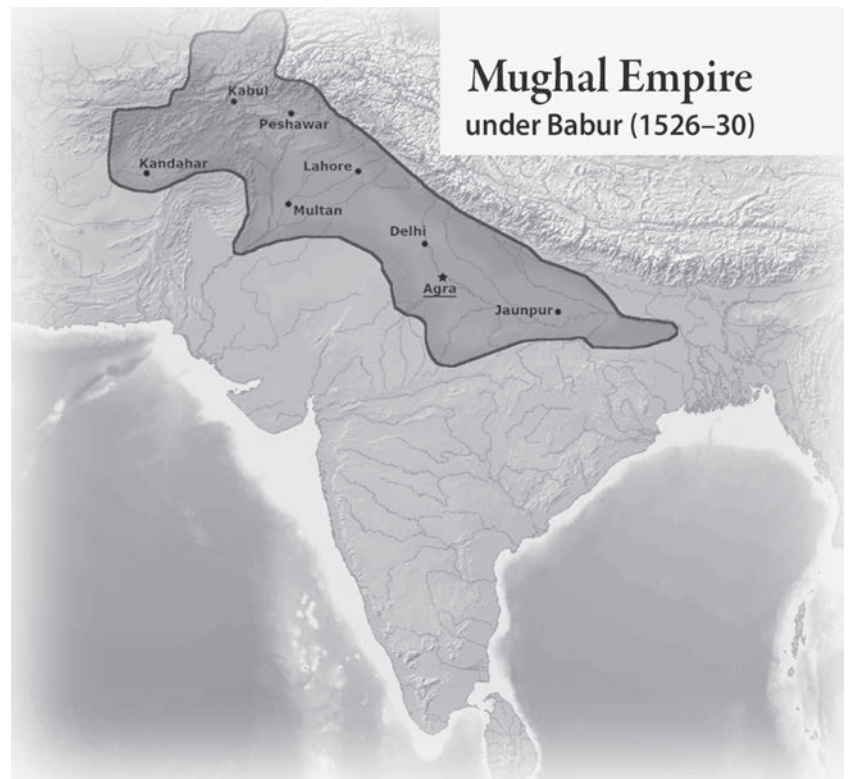 Mughal Empire
under Babur (1526–30)
Kabul
Peshawar
Kandahar
Lahore
Multan
Delhi
Agra
Jaunpur